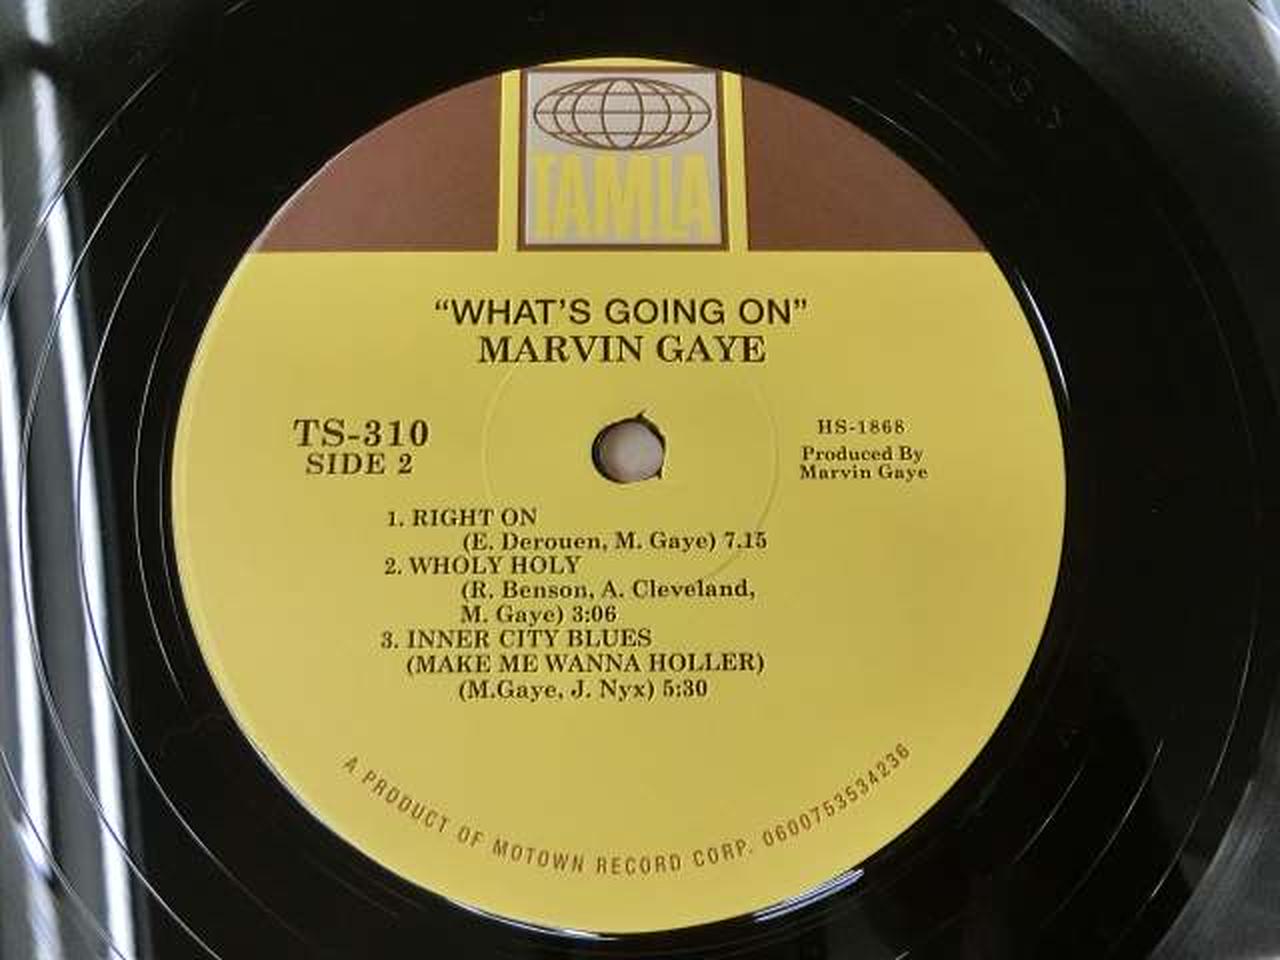 TAMLA
“WHAT’S GOING ON”
MARVIN GAYE
TS-310
SIDE 2
HS-1868
Produced By
Marvin Gaye
1. RIGHT ON
(E. Derouen, M. Gaye) 7.15
2. WHOLY HOLY
(R. Benson, A. Cleveland,
M. Gaye) 3:06
3. INNER CITY BLUES
(MAKE ME WANNA HOLLER)
(M.Gaye, J. Nyx) 5:30
A PRODUCT OF MOTOWN RECORD CORP. 0600753534236